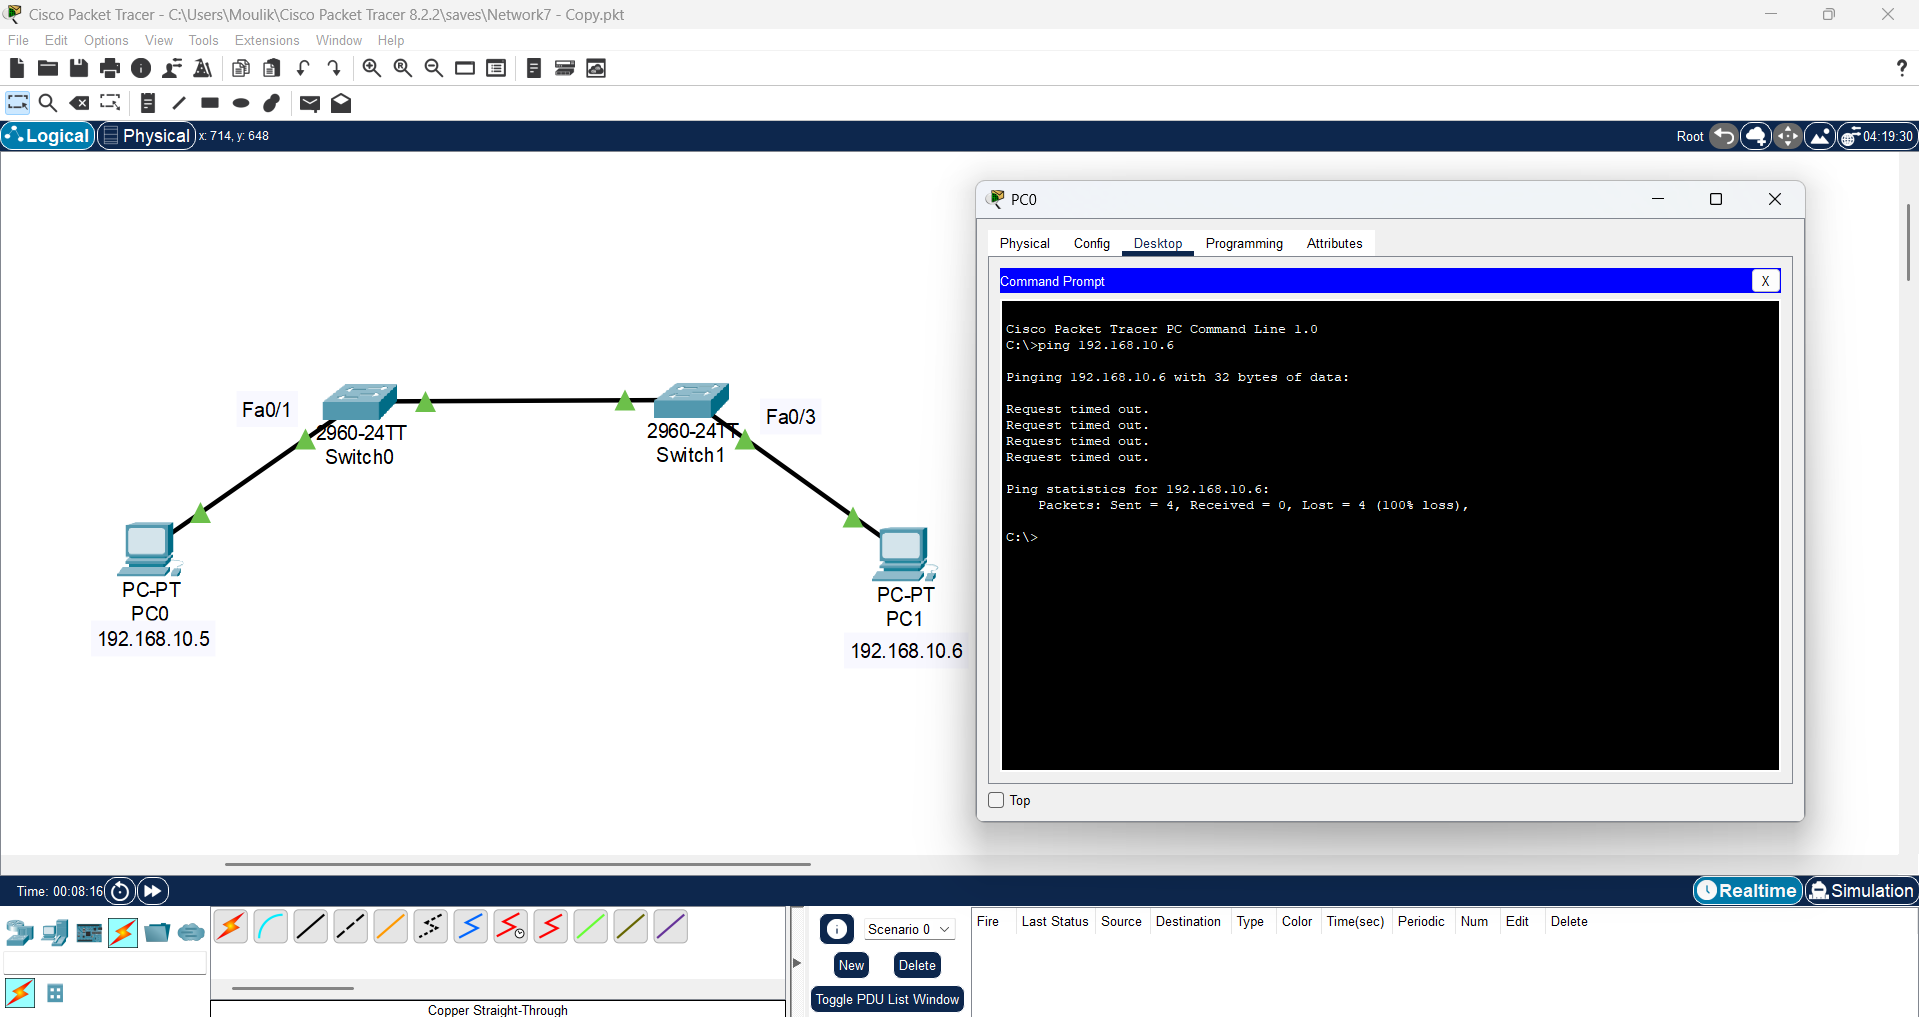 Cisco Packet Tracer - C:\Users\Moulik\Cisco Packet Tracer 8.2.2\saves\Network7 - Copy.pkt
File Edit Options View Tools Extensions Window Help
Logical Physical x: 714, y: 648 Root 04:19:30
PC0
Physical Config Desktop Programming Attributes
Command Prompt X
Cisco Packet Tracer PC Command Line 1.0
C:\>ping 192.168.10.6
Pinging 192.168.10.6 with 32 bytes of data:
Request timed out.
Request timed out.
Request timed out.
Request timed out.
Ping statistics for 192.168.10.6:
Packets: Sent = 4, Received = 0, Lost = 4 (100% loss),
C:\>
Top
Fa0/1
2960-24TT
Switch0
2960-24TT
Switch1
Fa0/3
PC-PT
PC0
192.168.10.5
PC-PT
PC1
192.168.10.6
Time: 00:08:16 Realtime Simulation
Scenario 0
New Delete
Toggle PDU List Window
Fire Last Status Source Destination Type Color Time(sec) Periodic Num Edit Delete
Copper Straight-Through